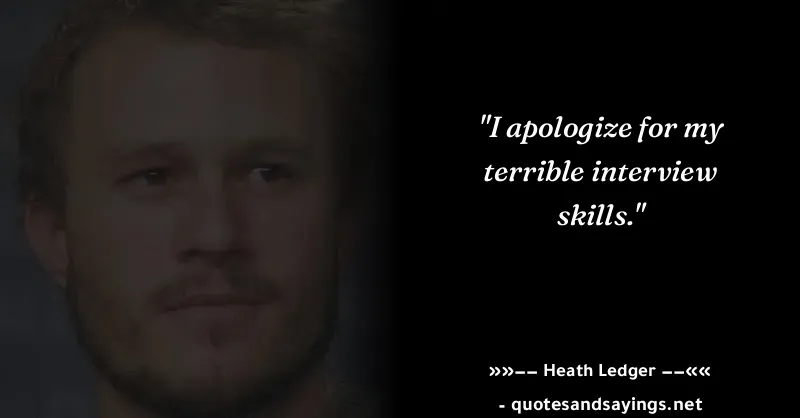 "I apologize for my
terrible interview
skills."
»»–– Heath Ledger ––««
- quotesandsayings.net